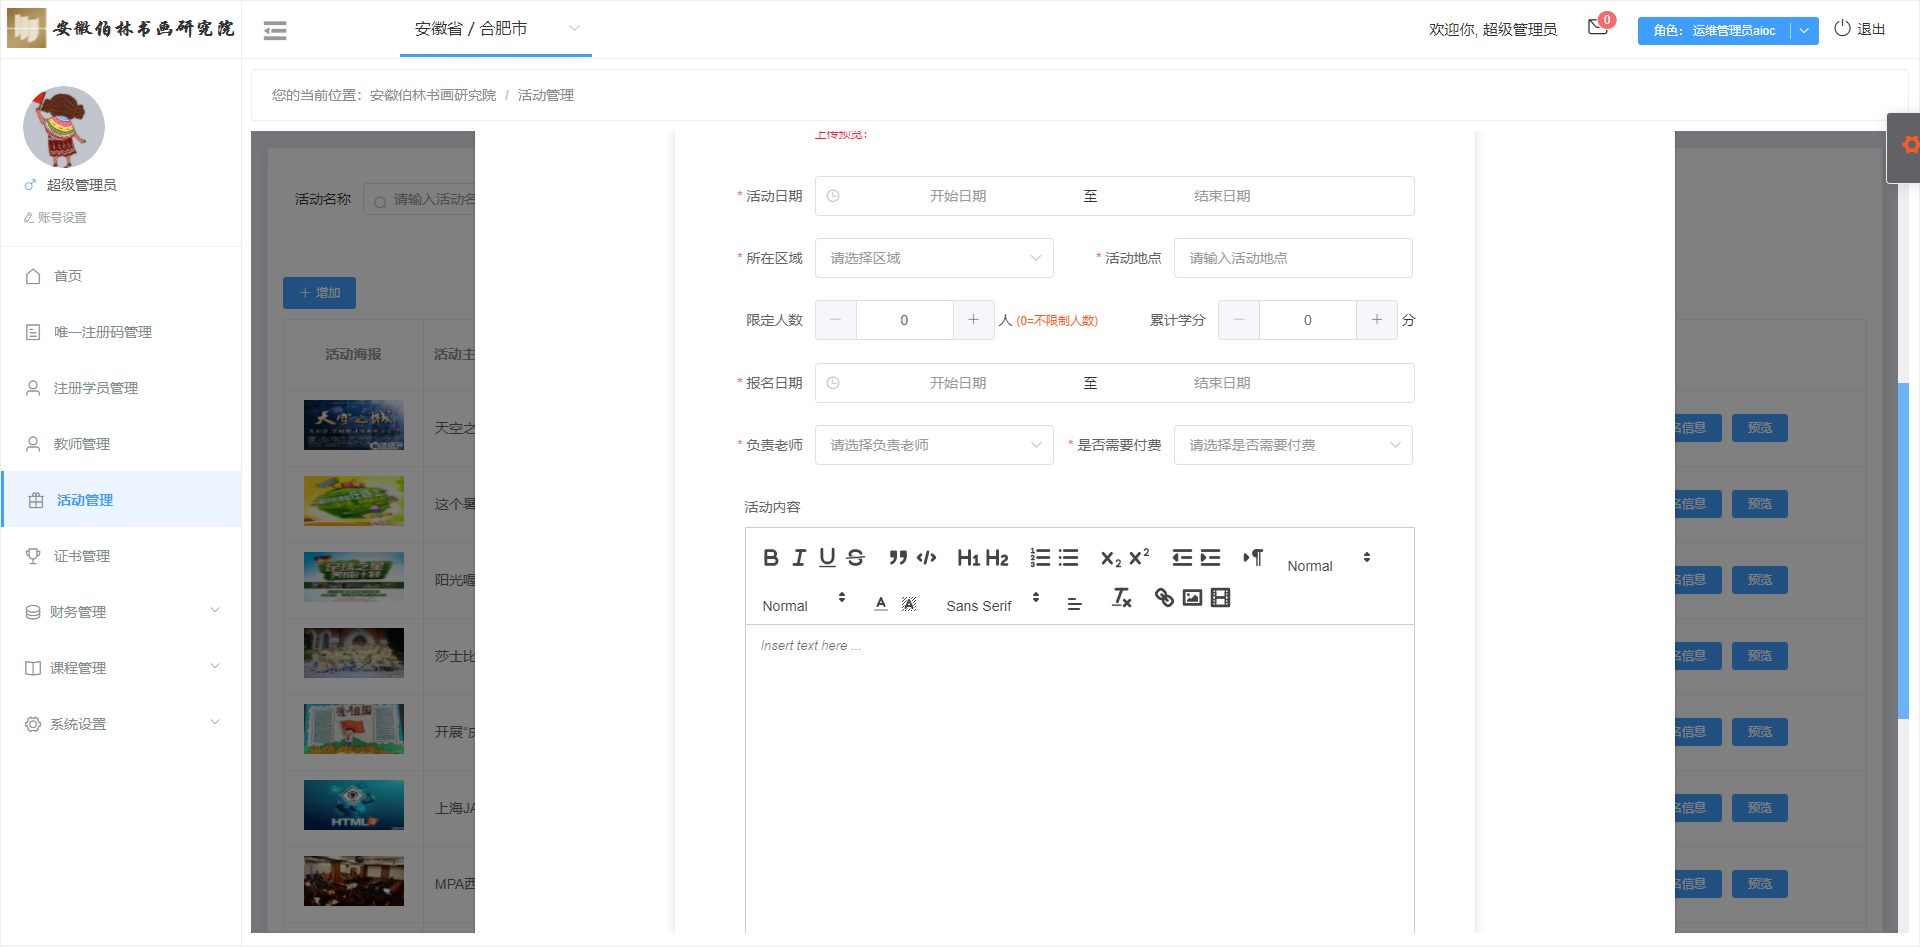 安徽伯林书画研究院
安徽省 / 合肥市
欢迎你, 超级管理员
0
角色： 运维管理员aioc
退出
您的当前位置： 安徽伯林书画研究院 / 活动管理
超级管理员
账号设置
首页
唯一注册码管理
注册学员管理
教师管理
活动管理
证书管理
财务管理
课程管理
系统设置
活动名称
请输入活动名
增加
活动海报
活动主
天空之
这个暑
阳光喔
莎士比
开展“庆
上海JA
MPA西
上传预览：
* 活动日期 开始日期 至 结束日期
* 所在区域 请选择区域 * 活动地点 请输入活动地点
限定人数 0 人 (0=不限制人数) 累计学分 0 分
* 报名日期 开始日期 至 结束日期
* 负责老师 请选择负责老师 * 是否需要付费 请选择是否需要付费
活动内容
Normal
Normal Sans Serif
Insert text here ...
名信息 预览
名信息 预览
名信息 预览
名信息 预览
名信息 预览
名信息 预览
名信息 预览